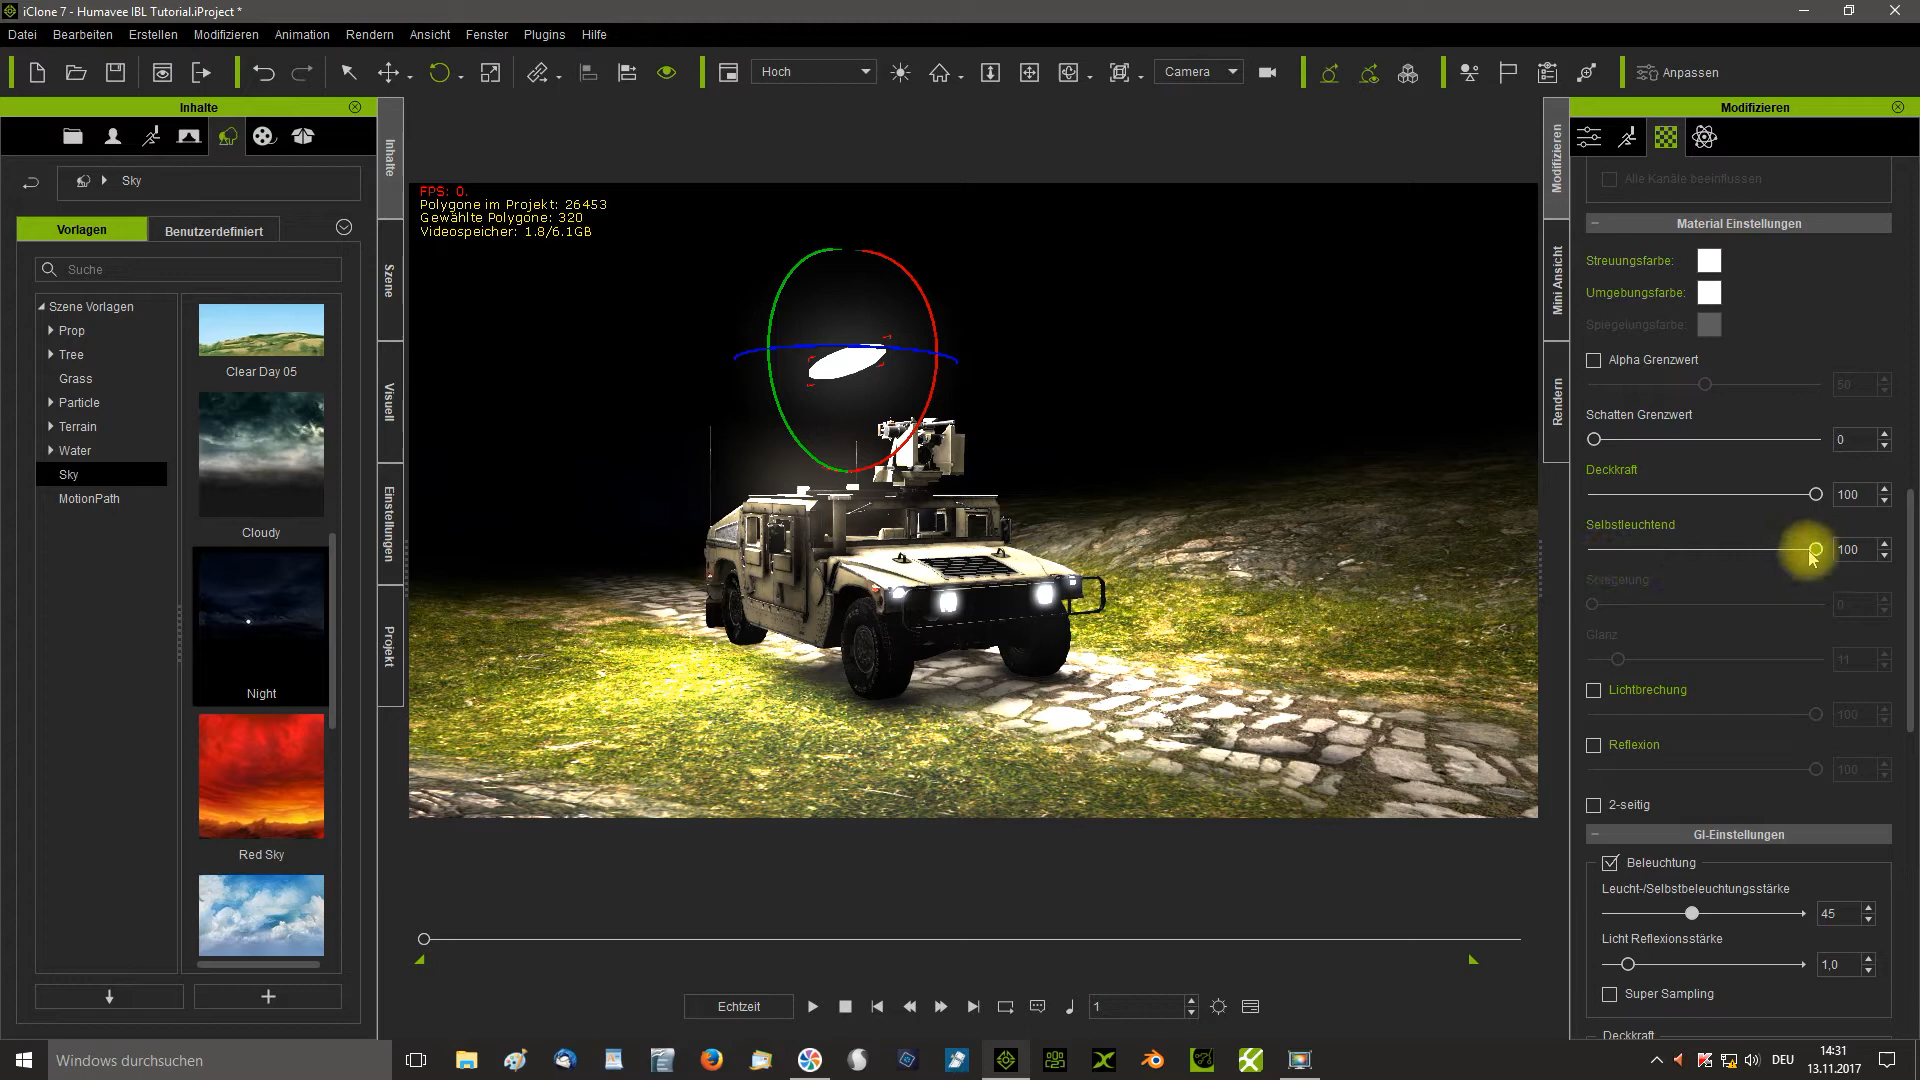 iClone 7 - Humavee IBL Tutorial.iProject *
Datei Bearbeiten Erstellen Modifizieren Animation Rendern Ansicht Fenster Plugins Hilfe
Hoch
Camera
Anpassen
Inhalte
Sky
Vorlagen
Benutzerdefiniert
Suche
Szene Vorlagen
Prop
Tree
Grass
Particle
Terrain
Water
Sky
MotionPath
Clear Day 05
Cloudy
Night
Red Sky
Inhalte
Szene
Visuell
Einstellungen
Projekt
FPS: 0.
Polygone im Projekt: 26453
Gewählte Polygone: 320
Videospeicher: 1.8/6.1GB
Echtzeit
1
Modifizieren
Mini Ansicht
Rendern
Modifizieren
Alle Kanäle beeinflussen
Material Einstellungen
Streuungsfarbe:
Umgebungsfarbe:
Spiegelungsfarbe:
Alpha Grenzwert
50
Schatten Grenzwert
0
Deckkraft
100
Selbstleuchtend
100
Spiegelung
0
Glanz
11
Lichtbrechung
100
Reflexion
100
2-seitig
GI-Einstellungen
Beleuchtung
Leucht-/Selbstbeleuchtungsstärke
45
Licht Reflexionsstärke
1,0
Super Sampling
Deckkraft
Windows durchsuchen
DEU
14:31
13.11.2017